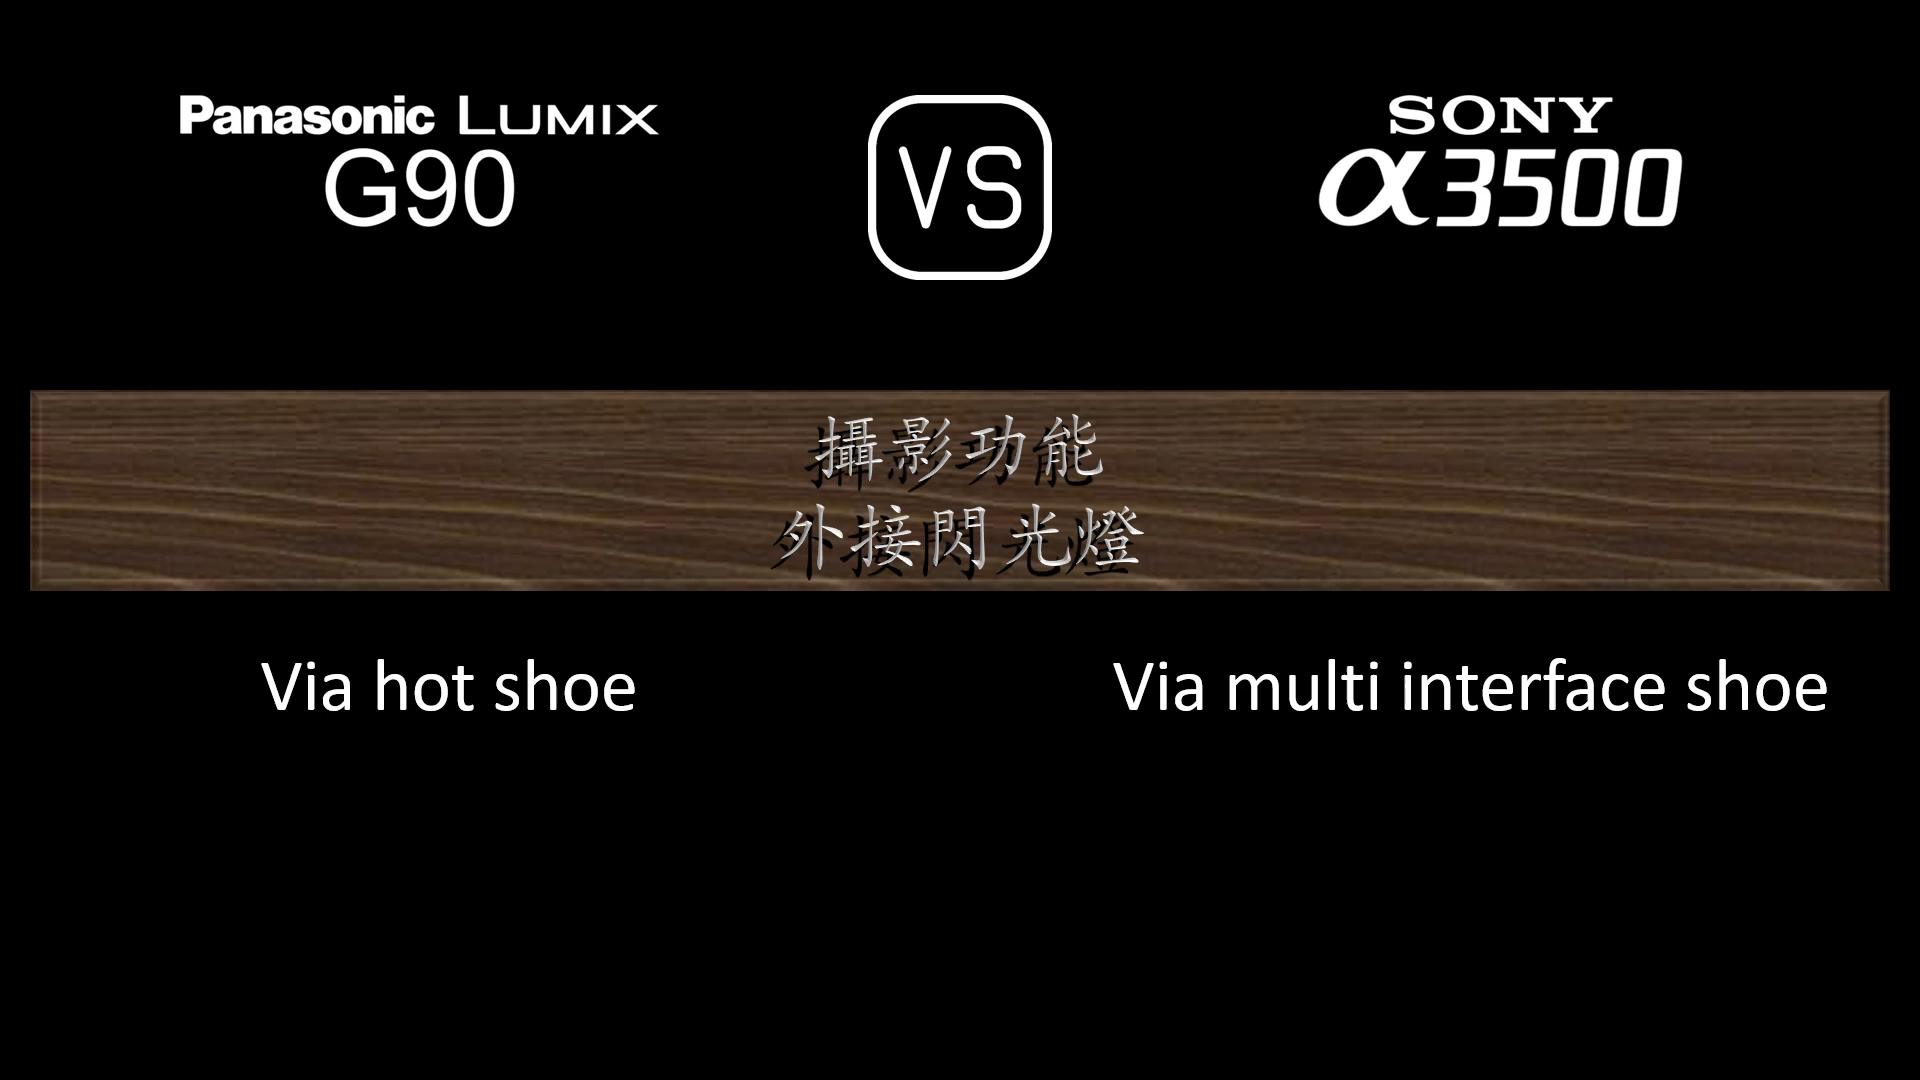 Panasonic LUMIX
G90
VS
SONY
α3500
攝影功能
外接閃光燈
Via hot shoe
Via multi interface shoe